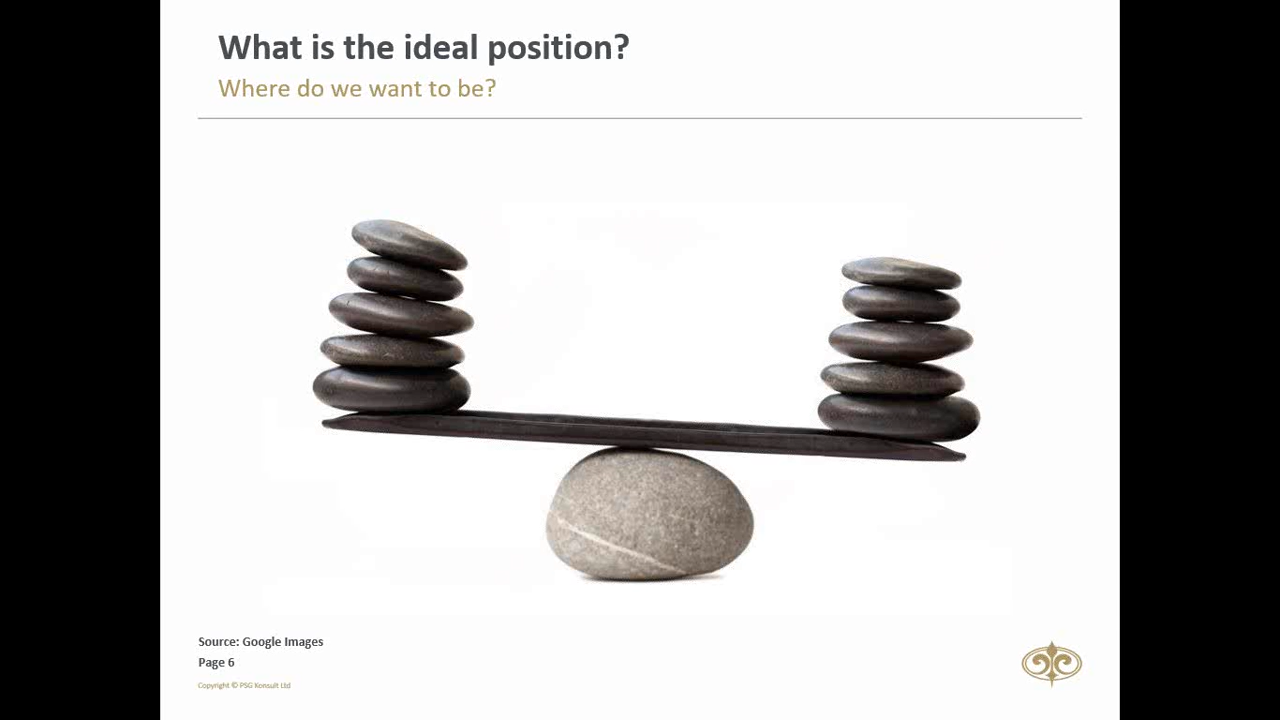 What is the ideal position?
Where do we want to be?
Source: Google Images
Page 6
Copyright © PSG Konsult Ltd